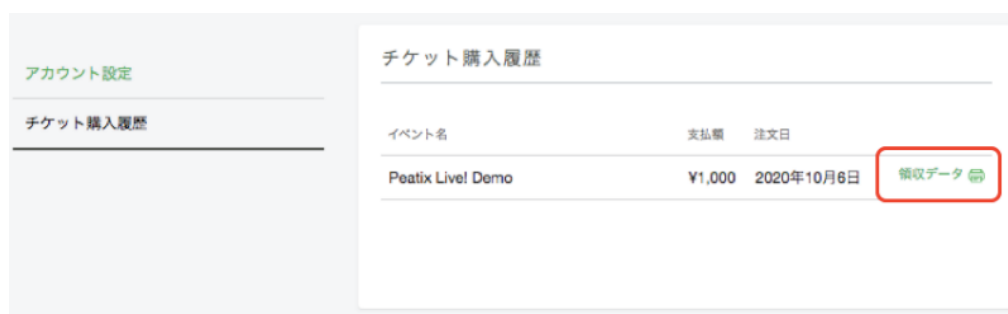 アカウント設定
チケット購入履歴
チケット購入履歴
イベント名 支払額 注文日
Peatix Live! Demo ¥1,000 2020年10月6日 領収データ